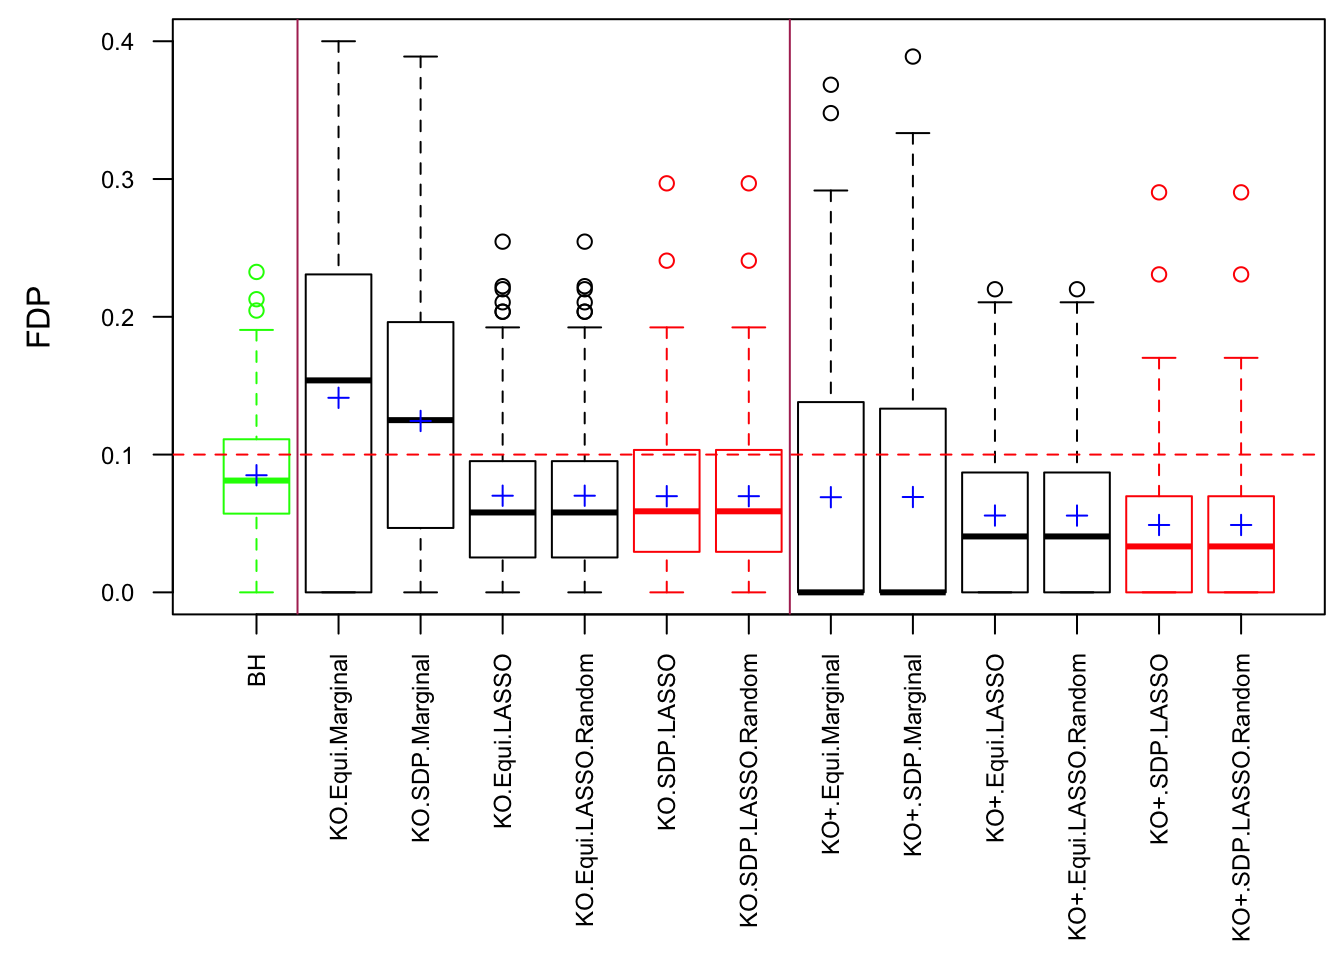 0.4
0.3
0.2
0.1
0.0
FDP
BH
KO.Equi.Marginal
KO.SDP.Marginal
KO.Equi.LASSO
KO.Equi.LASSO.Random
KO.SDP.LASSO
KO.SDP.LASSO.Random
KO+.Equi.Marginal
KO+.SDP.Marginal
KO+.Equi.LASSO
KO+.Equi.LASSO.Random
KO+.SDP.LASSO
KO+.SDP.LASSO.Random